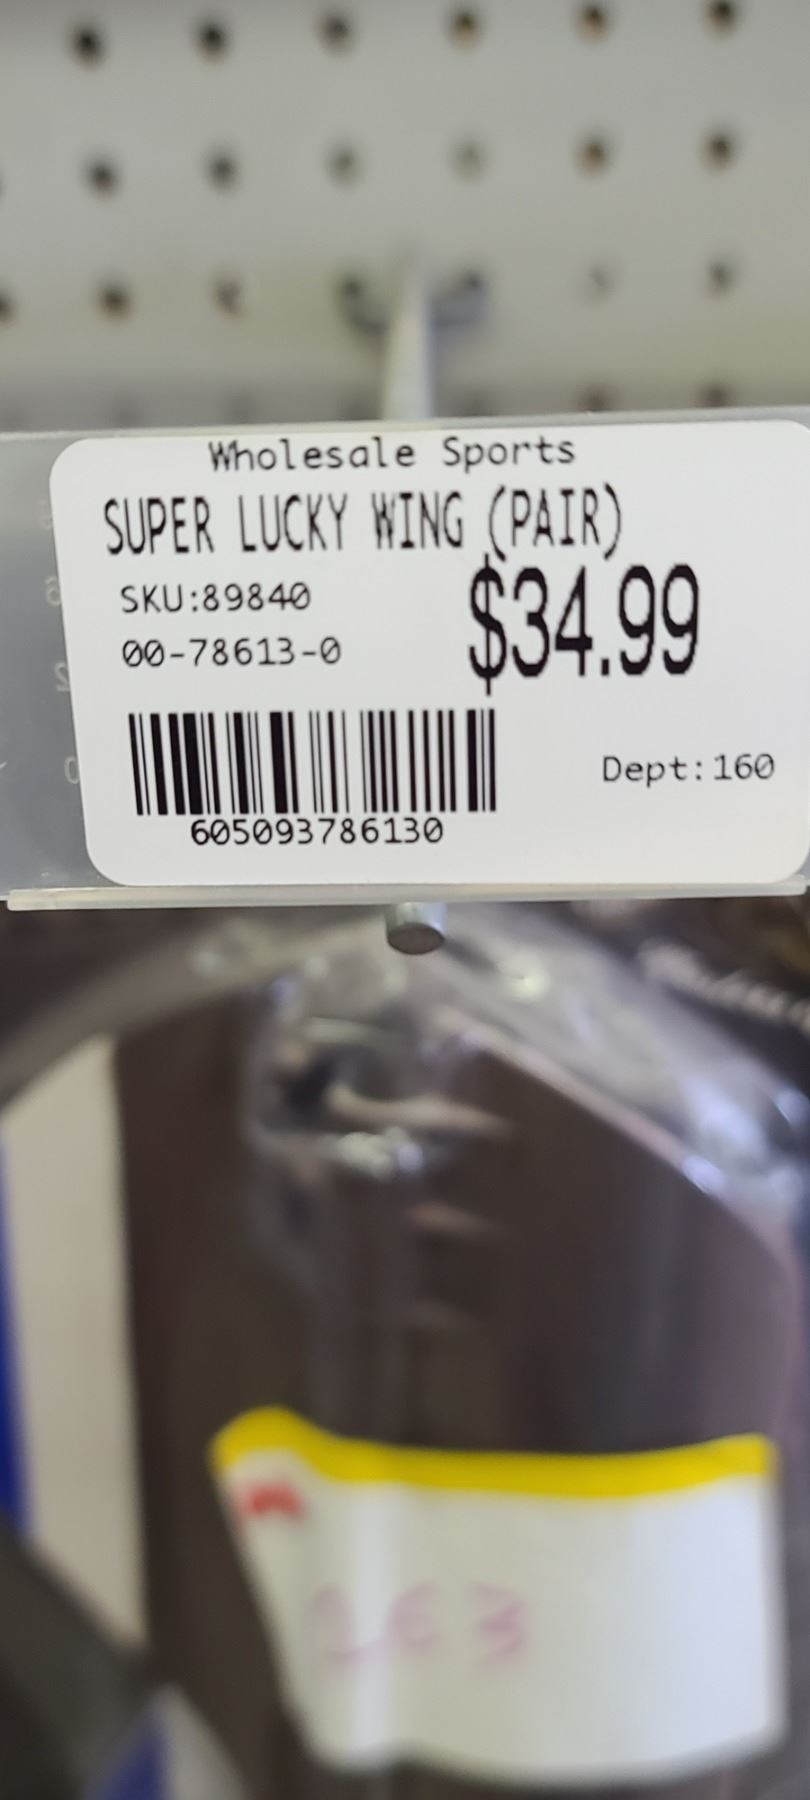 Wholesale Sports
SUPER LUCKY WING (PAIR)
SKU:89840
$34.99
00-78613-0
Dept:160
605093786130